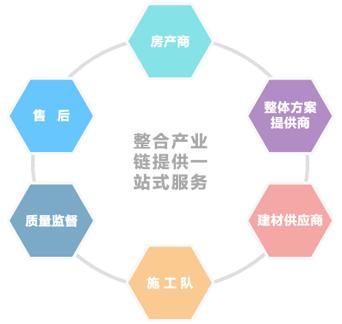 房产商
整体方案
提供商
建材供应商
施工队
质量监督
售 后
整合产业
链提供一
站式服务